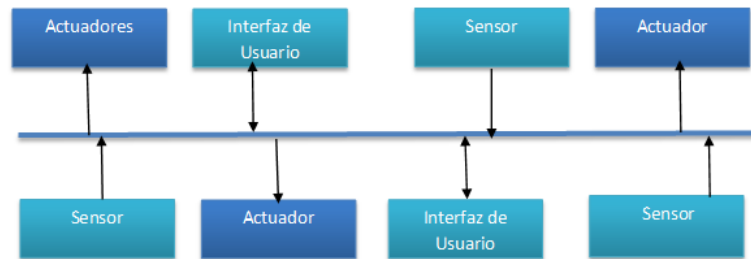 Actuadores
Interfaz de
Usuario
Sensor
Actuador
Sensor
Actuador
Interfaz de
Usuario
Sensor